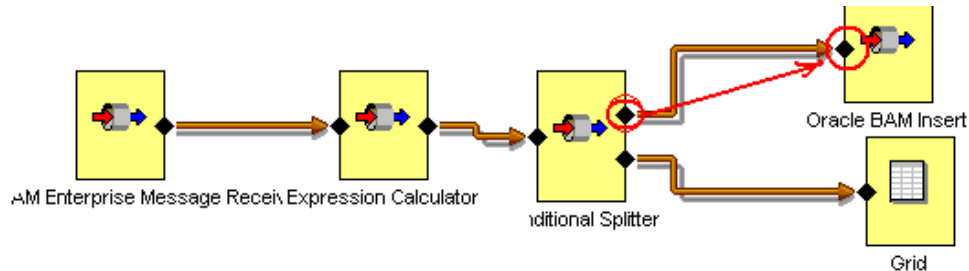 Oracle BAM Insert
AM Enterprise Message Receiv
Expression Calculator
nditional Splitter
Grid